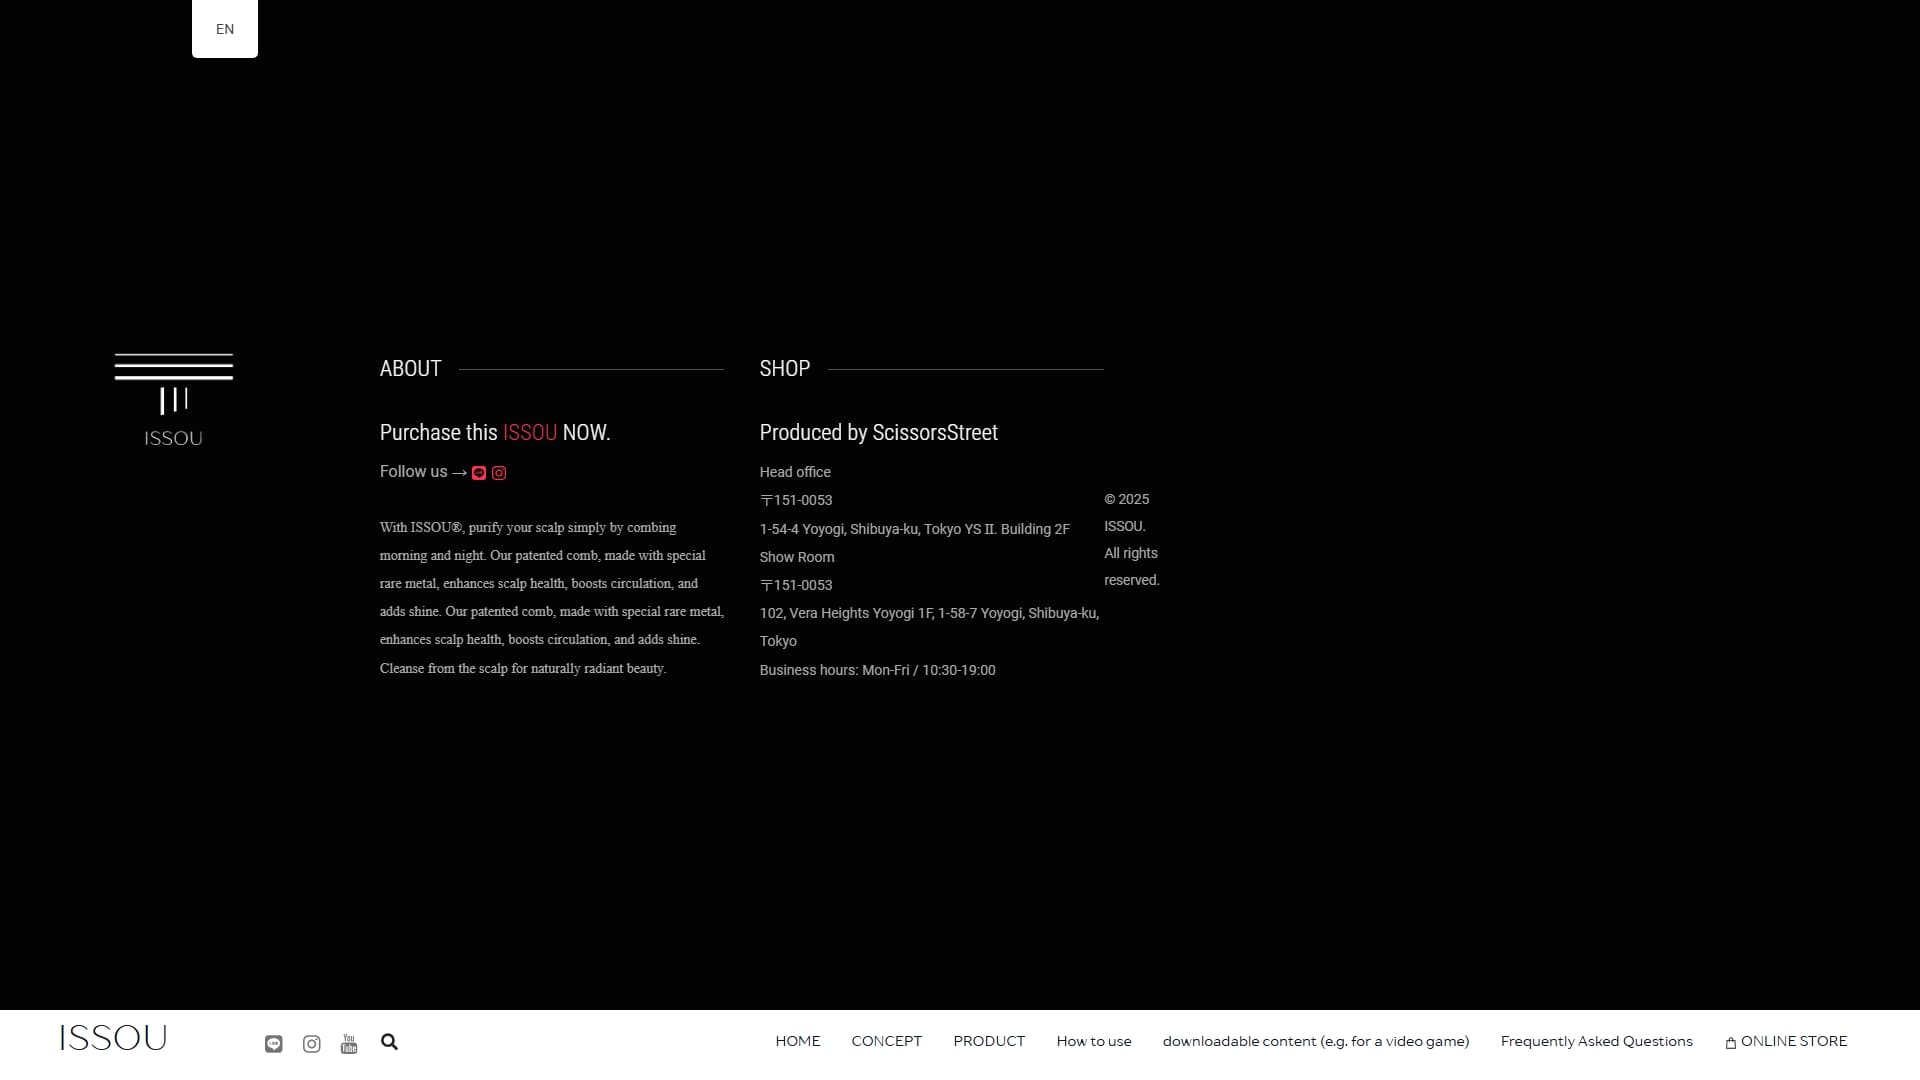 EN
ISSOU
ABOUT
Purchase this ISSOU NOW.
Follow us →
With ISSOU®, purify your scalp simply by combing
morning and night. Our patented comb, made with special
rare metal, enhances scalp health, boosts circulation, and
adds shine. Our patented comb, made with special rare metal,
enhances scalp health, boosts circulation, and adds shine.
Cleanse from the scalp for naturally radiant beauty.
SHOP
Produced by ScissorsStreet
Head office
〒151-0053
1-54-4 Yoyogi, Shibuya-ku, Tokyo YS Ⅱ. Building 2F
Show Room
〒151-0053
102, Vera Heights Yoyogi 1F, 1-58-7 Yoyogi, Shibuya-ku,
Tokyo
Business hours: Mon-Fri / 10:30-19:00
© 2025
ISSOU.
All rights
reserved.
ISSOU
You
Tube
HOME
CONCEPT
PRODUCT
How to use
downloadable content (e.g. for a video game)
Frequently Asked Questions
ONLINE STORE